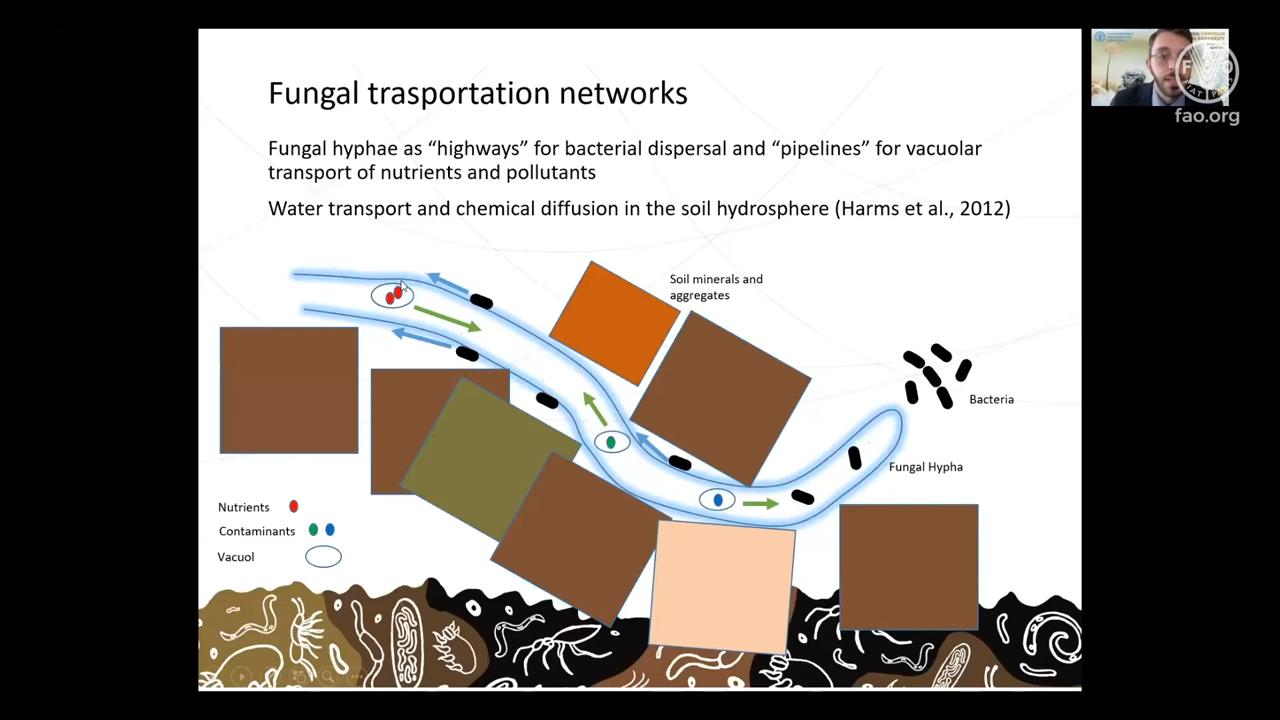 Fungal trasportation networks
Fungal hyphae as “highways” for bacterial dispersal and “pipelines” for vacuolar
transport of nutrients and pollutants
Water transport and chemical diffusion in the soil hydrosphere (Harms et al., 2012)
Soil minerals and
aggregates
Bacteria
Fungal Hypha
Nutrients
Contaminants
Vacuol
fao.org